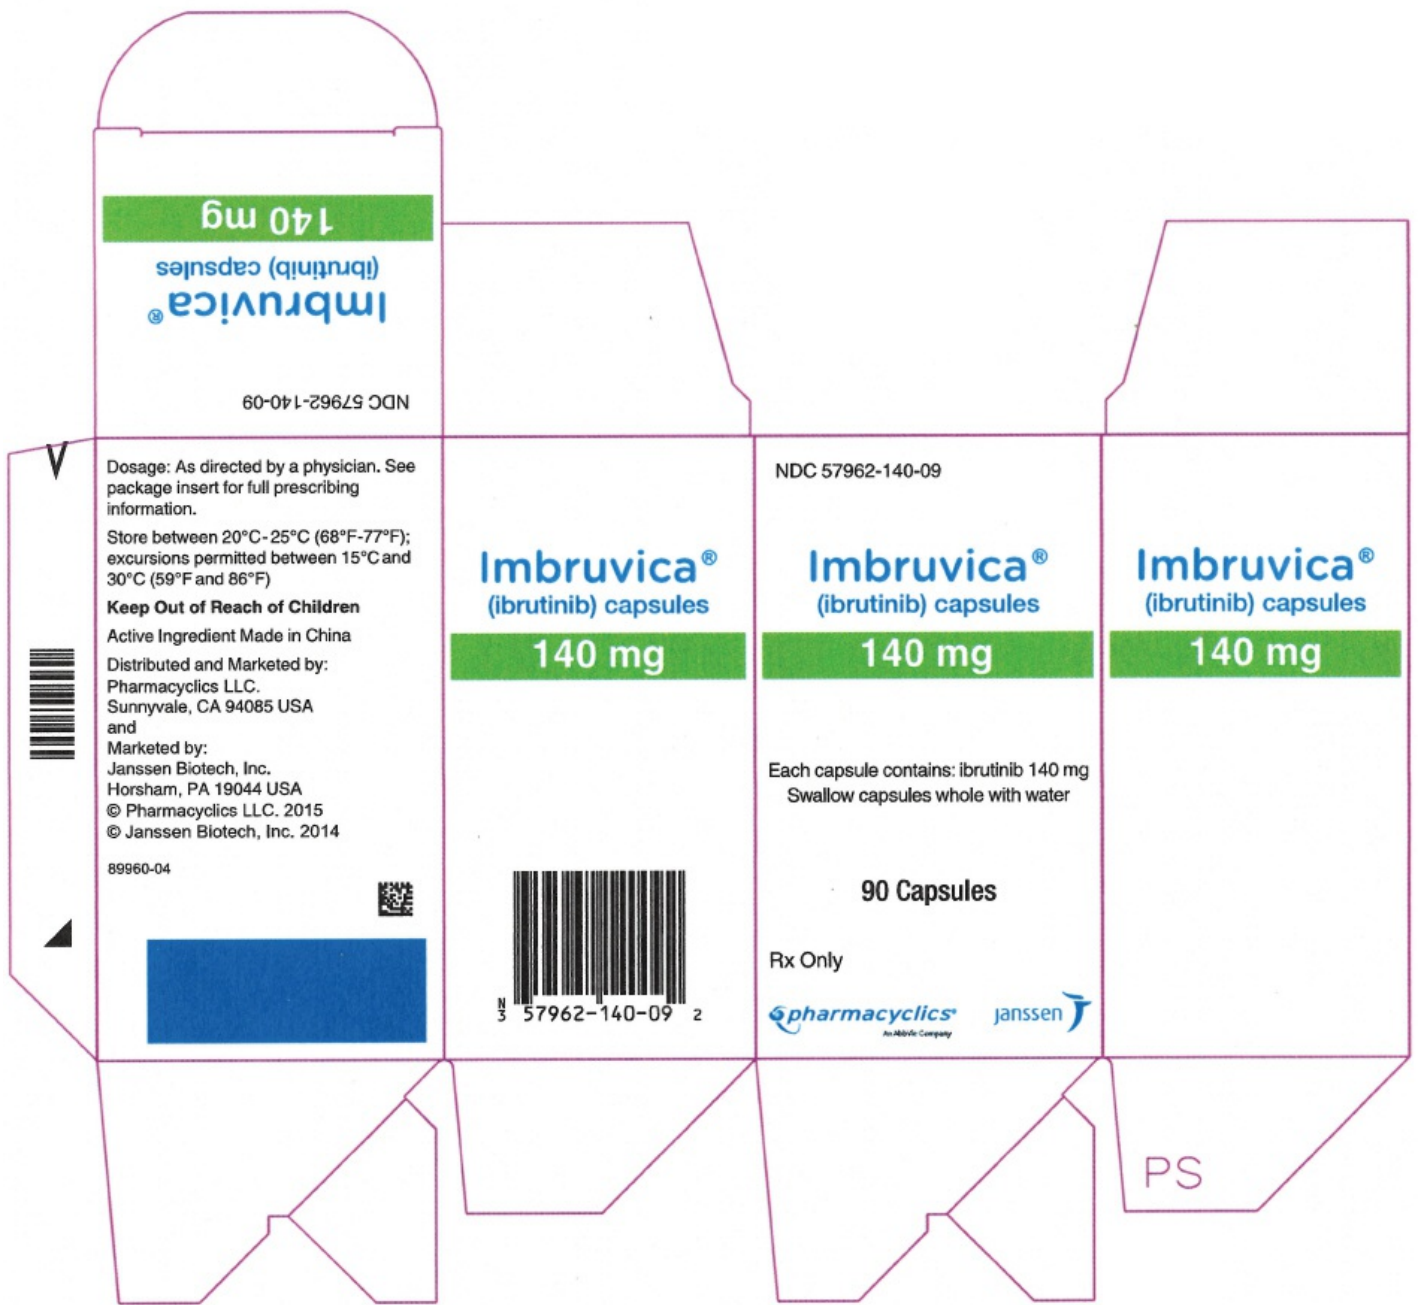 140 mg
(ibrutinib) capsules
Imbruvica®
NDC 57962-140-09
Dosage: As directed by a physician. See
package insert for full prescribing
information.
Store between 20°C-25°C (68°F-77°F);
excursions permitted between 15°C and
30°C (59°F and 86°F)
Keep Out of Reach of Children
Active Ingredient Made in China
Distributed and Marketed by:
Pharmacyclics LLC.
Sunnyvale, CA 94085 USA
and
Marketed by:
Janssen Biotech, Inc.
Horsham, PA 19044 USA
© Pharmacyclics LLC. 2015
© Janssen Biotech, Inc. 2014
89960-04
Imbruvica®
(ibrutinib) capsules
140 mg
N
3 57962-140-09 2
NDC 57962-140-09
Imbruvica®
(ibrutinib) capsules
140 mg
Each capsule contains: ibrutinib 140 mg
Swallow capsules whole with water
90 Capsules
Rx Only
pharmacyclics®
An AbbVie Company
janssen
Imbruvica®
(ibrutinib) capsules
140 mg
PS